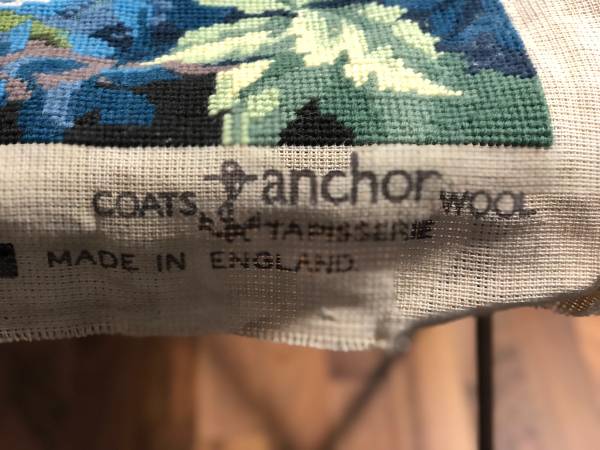 COATS anchor WOOL
TAPISSERIE
MADE IN ENGLAND.